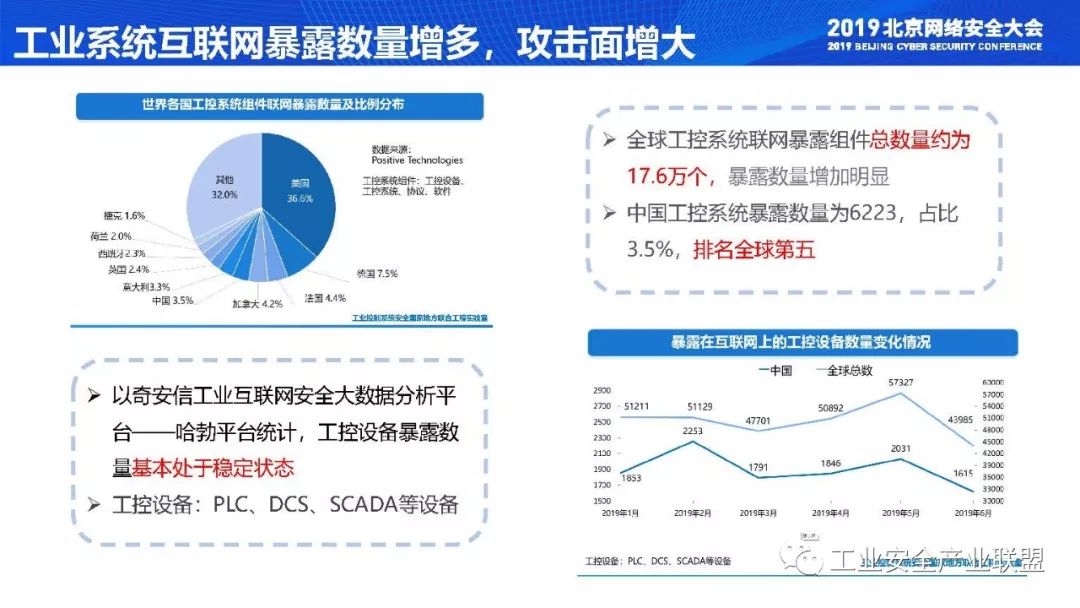 工业系统互联网暴露数量增多，攻击面增大
2019北京网络安全大会
2019 BEIJING CYBER SECURITY CONFERENCE
世界各国工控系统组件联网暴露数量及比例分布
数据来源：
Positive Technologies
工控系统组件：工控设备、
工控系统、协议、软件
其他
32.0%
美国
36.6%
捷克 1.6%
荷兰 2.0%
西班牙 2.3%
英国 2.4%
意大利3.3%
中国 3.5%
加拿大 4.2%
法国 4.4%
德国 7.5%
工业控制系统安全国家地方联合工程实验室
➢ 全球工控系统联网暴露组件总数量约为
17.6万个，暴露数量增加明显
➢ 中国工控系统暴露数量为6223，占比
3.5%，排名全球第五
➢ 以奇安信工业互联网安全大数据分析平
台——哈勃平台统计，工控设备暴露数
量基本处于稳定状态
➢ 工控设备：PLC、DCS、SCADA等设备
暴露在互联网上的工控设备数量变化情况
中国 全球总数
2900
2700
2500
2300
2100
1900
1700
1500
60000
57000
54000
51000
48000
45000
42000
39000
36000
33000
30000
51211
51129
47701
50892
57327
43985
1853
2253
1791
1846
2031
1615
2019年1月 2019年2月 2019年3月 2019年4月 2019年5月 2019年6月
工控设备：PLC、DCS、SCADA等设备
工业安全产业联盟